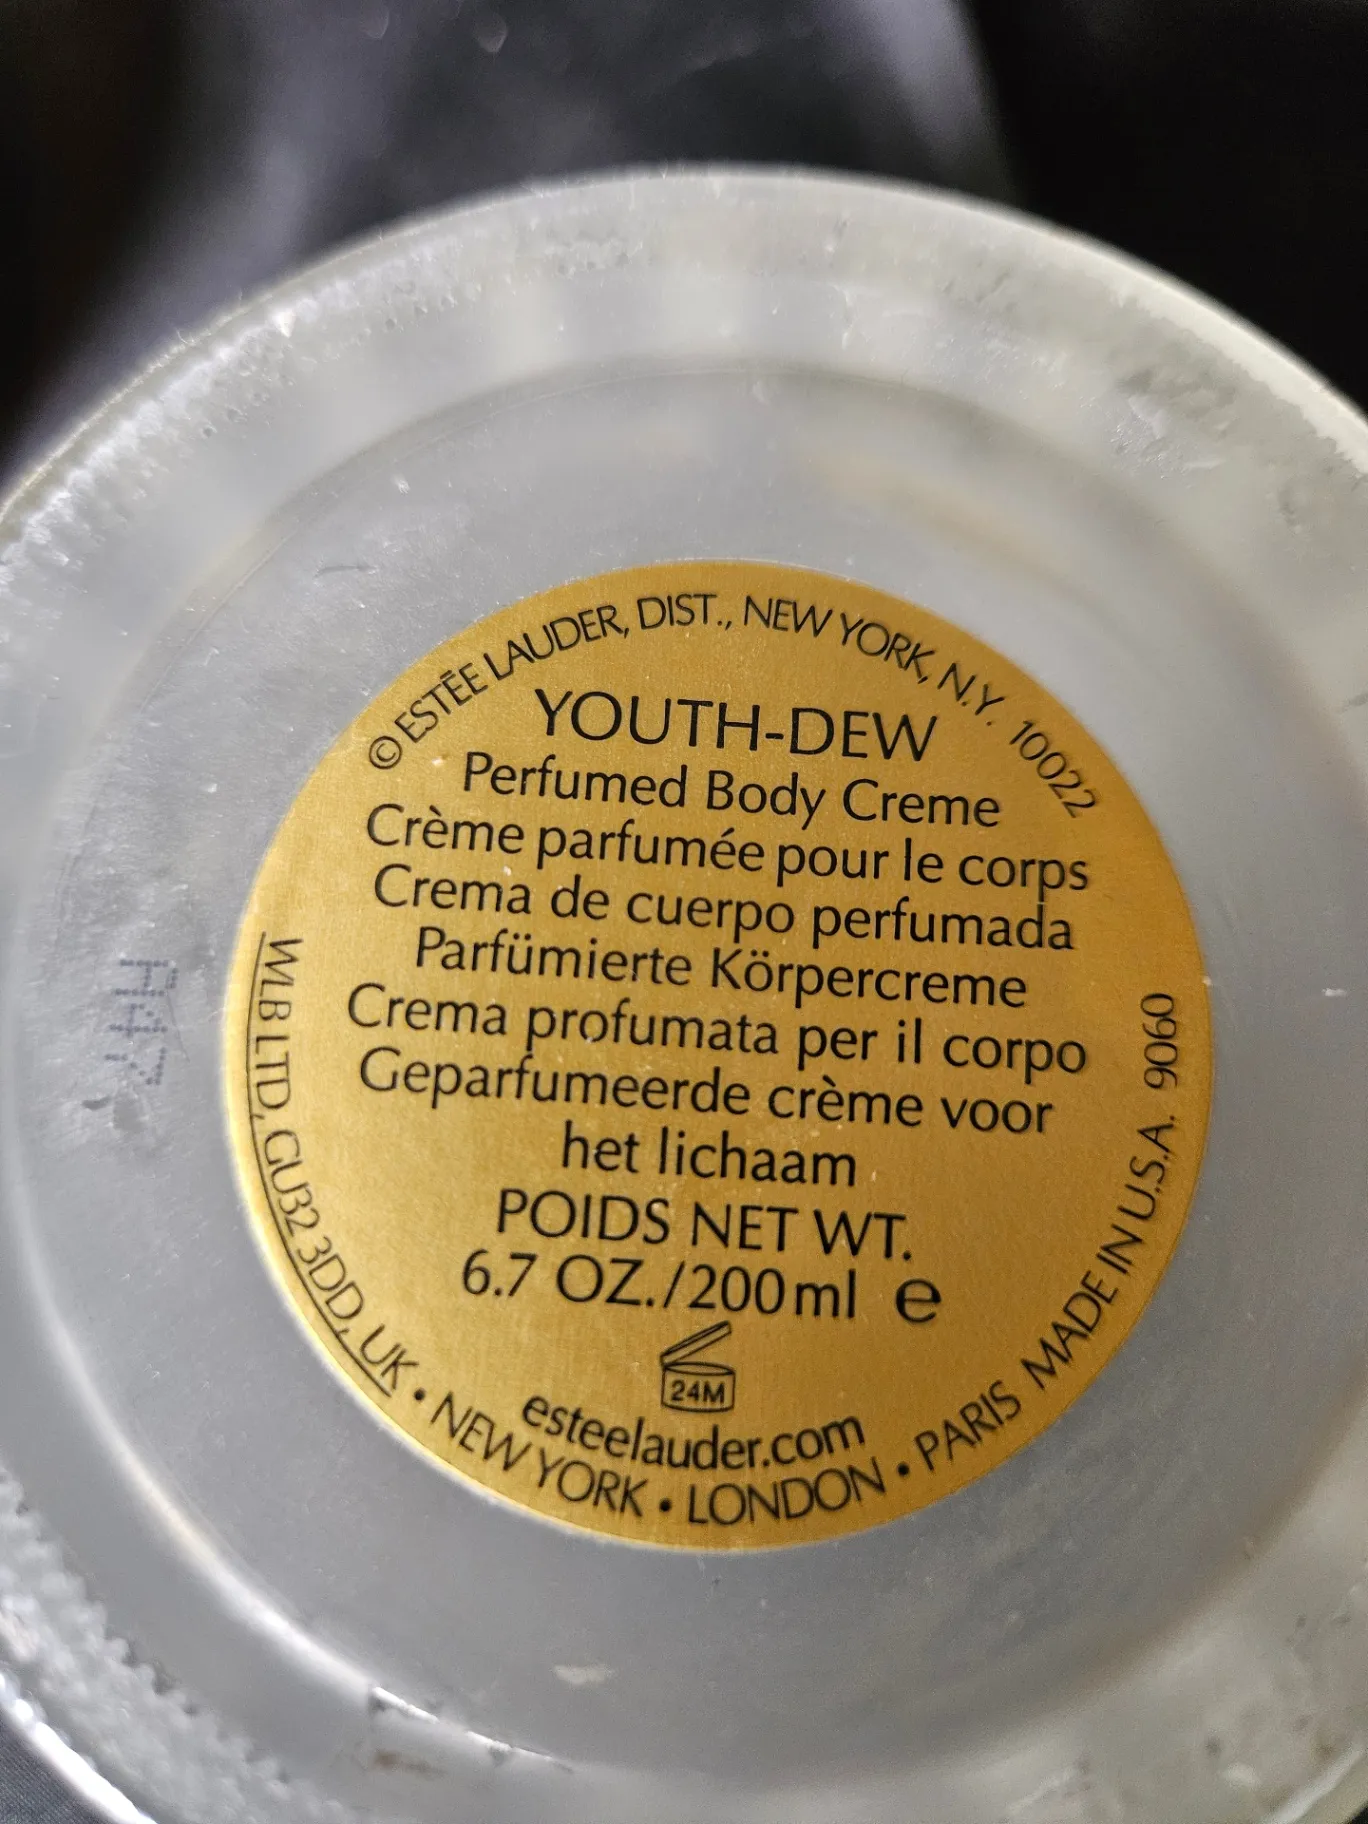 © ESTĒE LAUDER, DIST., NEW YORK, N.Y. 10022
YOUTH-DEW
Perfumed Body Creme
Crème parfumée pour le corps
Crema de cuerpo perfumada
Parfümierte Körpercreme
Crema profumata per il corpo
Geparfumeerde crème voor
het lichaam
POIDS NET WT.
6.7 OZ./200ml e
24M
esteelauder.com
WLB LTD, GU32 3DD, UK • NEW YORK • LONDON • PARIS MADE IN U.S.A. 9060